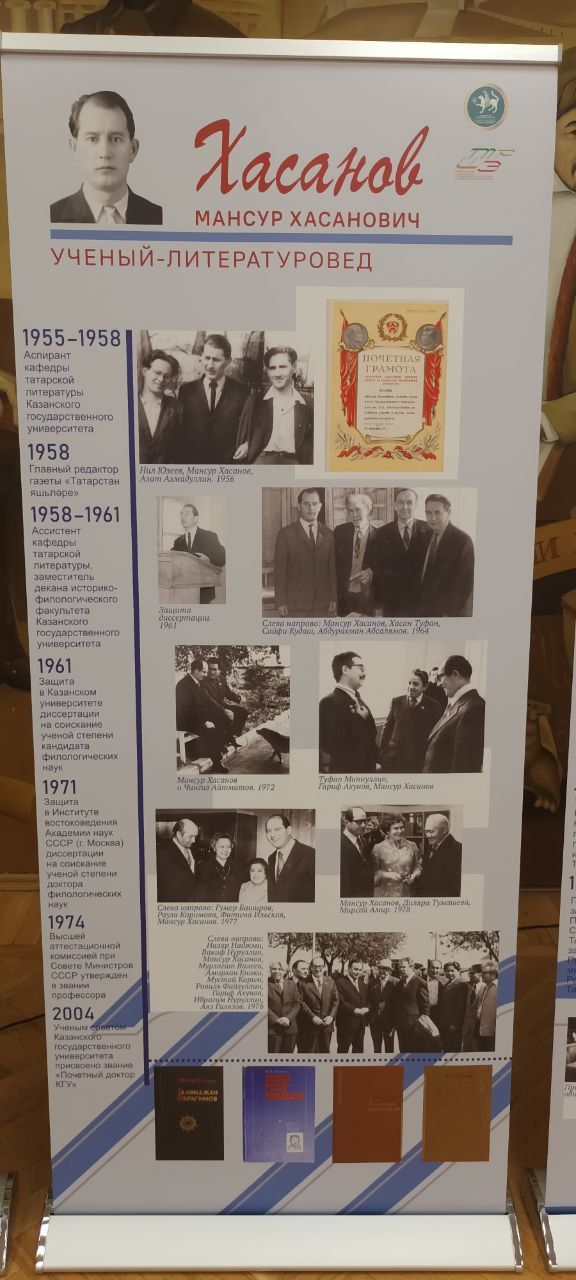 Хасанов
МАНСУР ХАСАНОВИЧ
УЧЕНЫЙ-ЛИТЕРАТУРОВЕД
1955–1958
Аспирант
кафедры
татарской
литературы
Казанского
государственного
университета
1958
Главный редактор
газеты «Татарстан
яшьләре»
1958–1961
Ассистент
кафедры
татарской
литературы,
заместитель
декана историко-
филологического
факультета
Казанского
государственного
университета
1961
Защита
в Казанском
университете
диссертации
на соискание
ученой степени
кандидата
филологических
наук
1971
Защита
в Институте
востоковедения
Академии наук
СССР (г. Москва)
диссертации
на соискание
ученой степени
доктора
филологических
наук
1974
Высшей
аттестационной
комиссией при
Совете Министров
СССР утвержден
в звании
профессора
2004
Ученым советом
Казанского
государственного
университета
присвоено звание
«Почетный доктор
КГУ»
ПОЧЕТНАЯ
ГРАМОТА
Нил Юзеев, Мансур Хасанов,
Азат Ахмадуллин. 1956
Защита
диссертации.
1961
Слева направо: Мансур Хасанов, Хасан Туфан,
Сайфи Кудаш, Абдурахман Абсалямов. 1964
Мансур Хасанов
и Чингиз Айтматов. 1972
Туфан Миннуллин,
Гариф Ахунов, Мансур Хасанов
Слева направо: Гумер Баширов,
Рауза Каримова, Фатима Ильская,
Мансур Хасанов. 1977
Мансур Хасанов, Диляра Тумашева,
Мирсай Амир. 1978
Слева направо:
Назар Наджми,
Вакиф Нуруллин,
Мансур Хасанов,
Мурзагит Валеев,
Амирхан Еники,
Мустай Карим,
Ровиль Файзуллин,
Гариф Ахунов,
Ибрагим Нуруллин,
Аяз Гилязов. 1976
ГАЛИМДЖАН
ИБРАГИМОВ